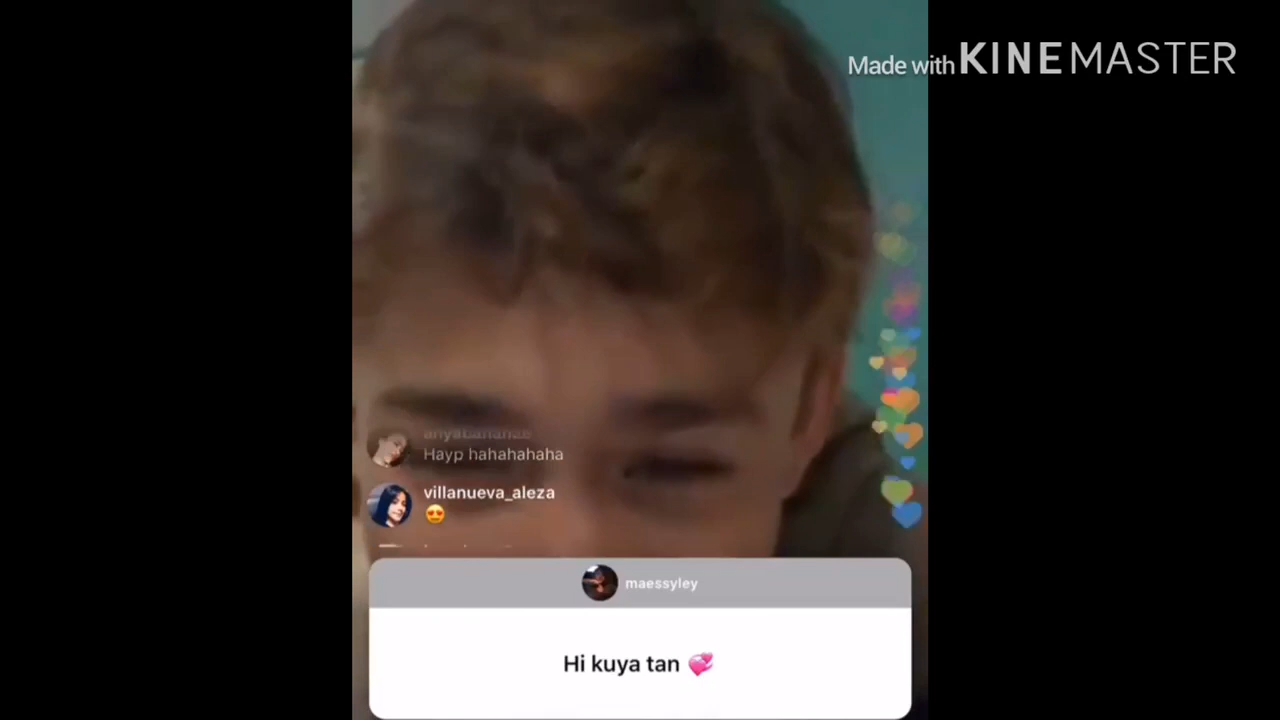 Made with KINEMASTER
Hayp hahahahaha
villanueva_aleza
😍
maessyley
Hi kuya tan 💞